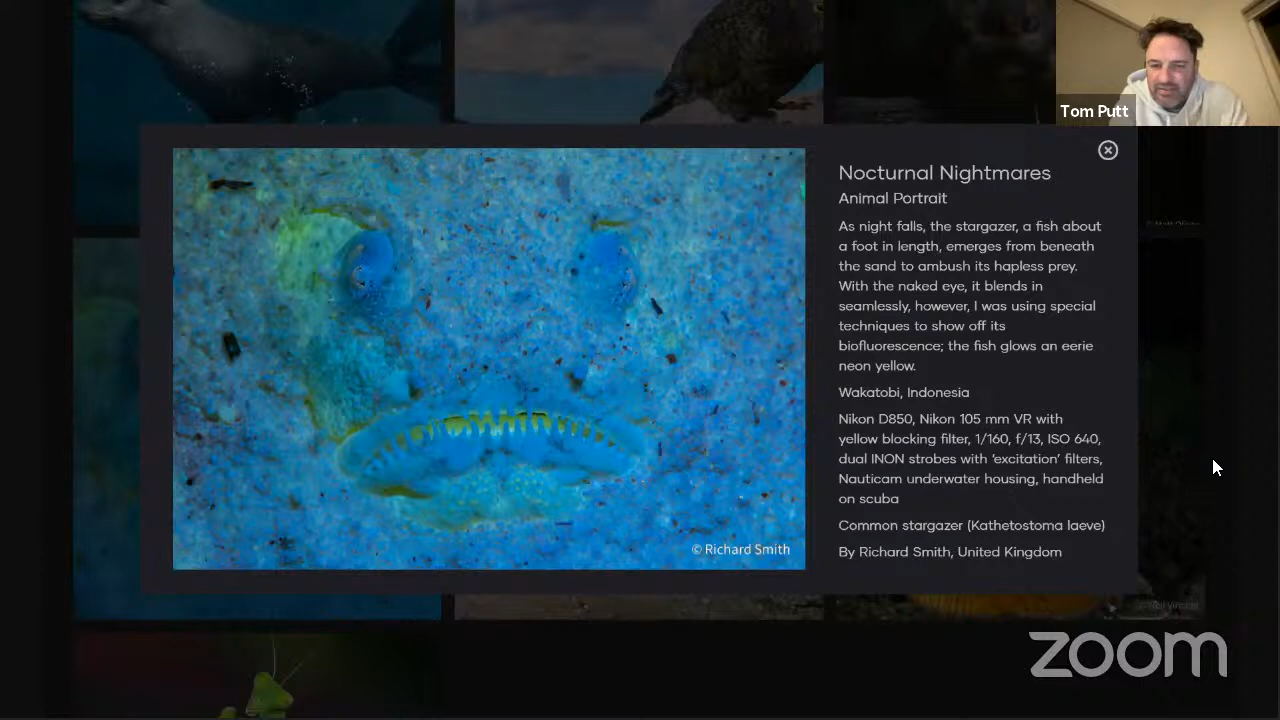 Tom Putt
Nocturnal Nightmares
Animal Portrait
As night falls, the stargazer, a fish about
a foot in length, emerges from beneath
the sand to ambush its hapless prey.
With the naked eye, it blends in
seamlessly, however, I was using special
techniques to show off its
biofluorescence; the fish glows an eerie
neon yellow.
Wakatobi, Indonesia
Nikon D850, Nikon 105 mm VR with
yellow blocking filter, 1/160, f/13, ISO 640,
dual INON strobes with ‘excitation’ filters,
Nauticam underwater housing, handheld
on scuba
Common stargazer (Kathetostoma laeve)
By Richard Smith, United Kingdom
© Richard Smith
© Neil Vincent
zoom